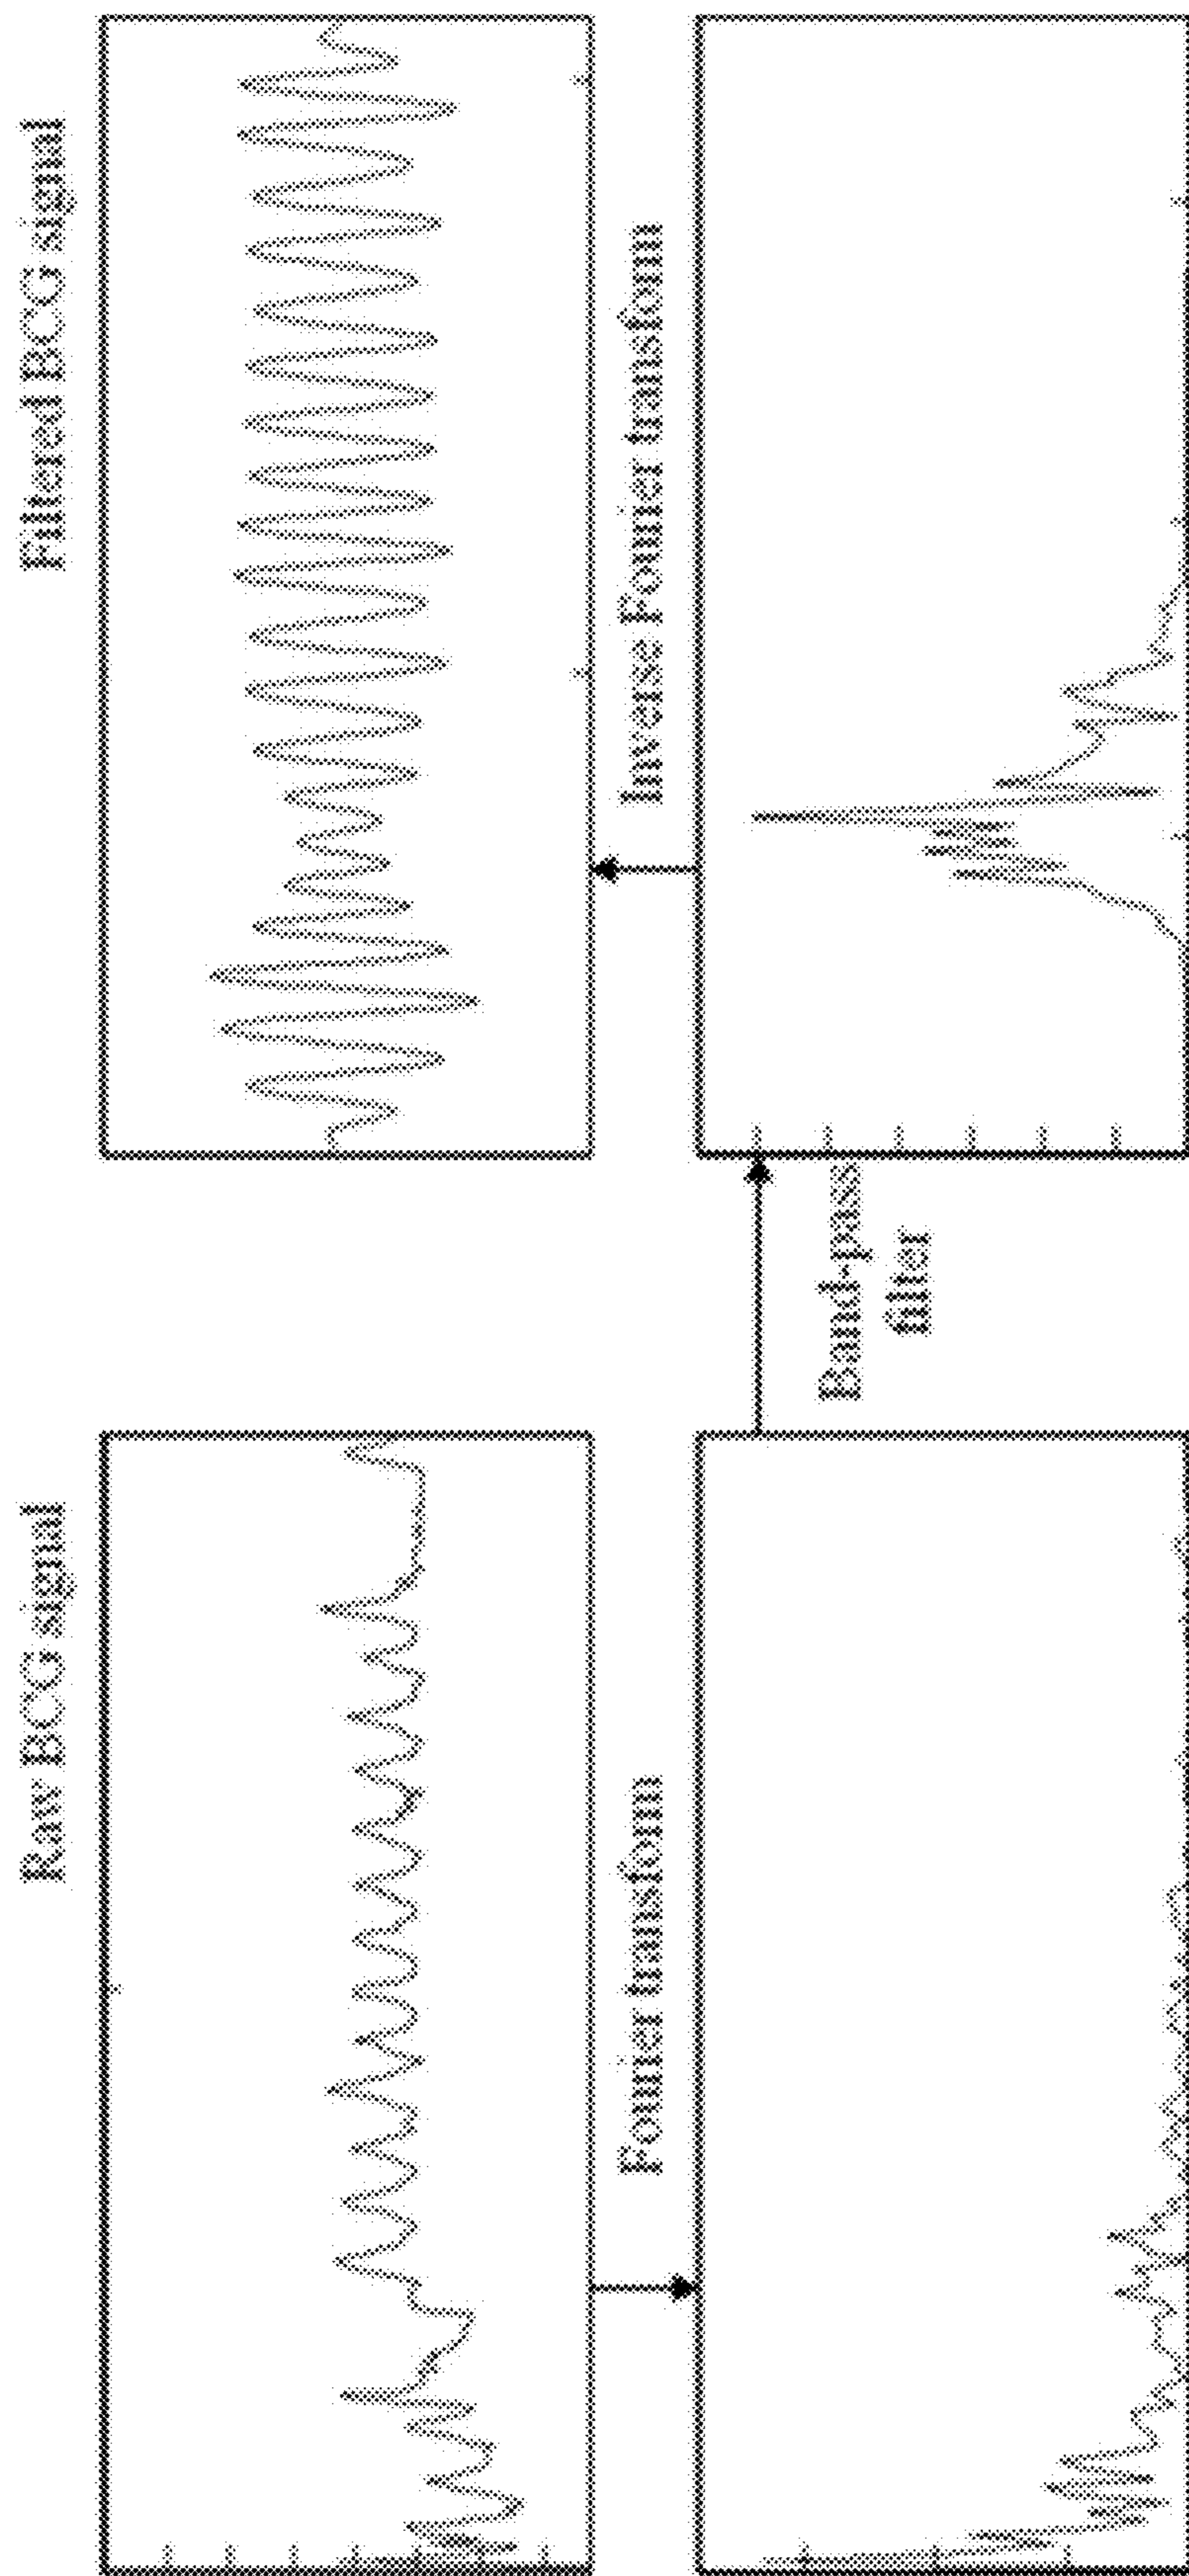 Raw BCG signal
Filtered BCG signal
Fourier transform
Inverse Fourier transform
Band-pass
filter